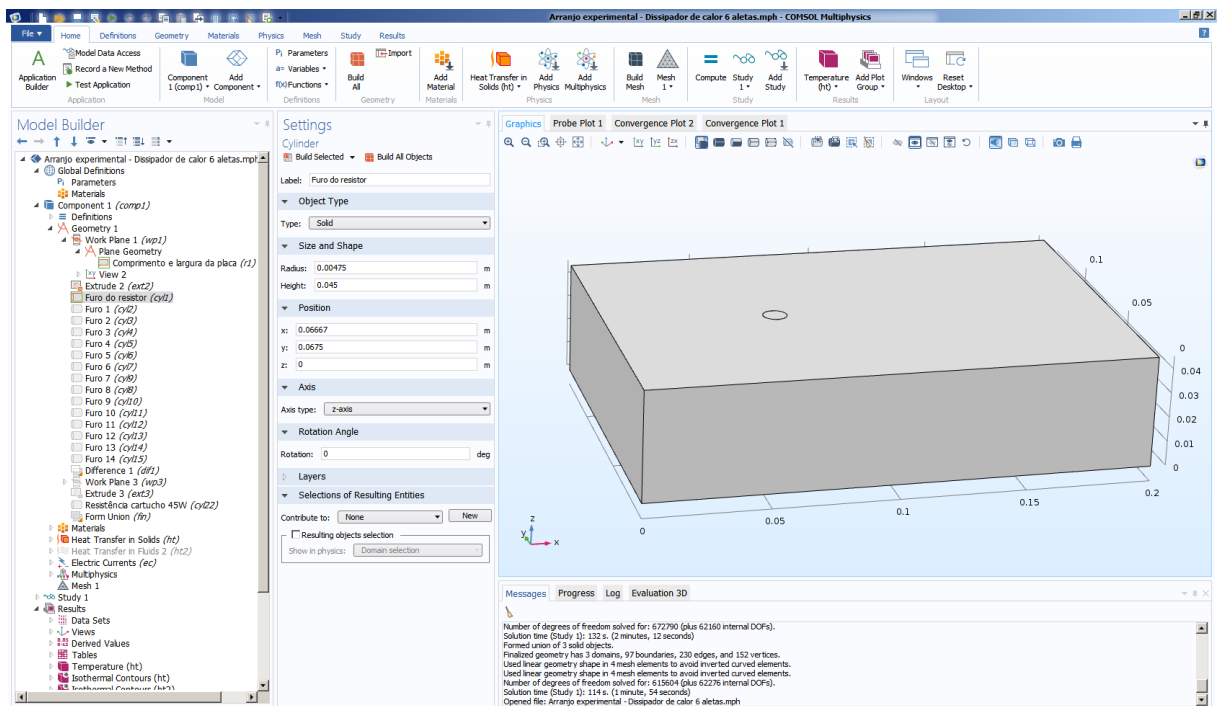 Arranjo experimental - Dissipador de calor 6 aletas.mph - COMSOL Multiphysics
File Home Definitions Geometry Materials Physics Mesh Study Results
Application Builder
Model Data Access
Record a New Method
Test Application
Application
Component 1 (comp1)
Add Component
Model
Pi Parameters
a= Variables
f(x) Functions
Definitions
Build All
Import
Geometry
Add Material
Materials
Heat Transfer in Solids (ht)
Add Physics
Add Multiphysics
Physics
Build Mesh
Mesh 1
Mesh
Compute
Study 1
Add Study
Study
Temperature (ht)
Add Plot Group
Results
Windows
Reset Desktop
Layout
Model Builder
Arranjo experimental - Dissipador de calor 6 aletas.mph
Global Definitions
Pi Parameters
Materials
Component 1 (comp1)
Definitions
Geometry 1
Work Plane 1 (wp1)
Plane Geometry
Comprimento e largura da placa (r1)
View 2
Extrude 2 (ext2)
Furo do resistor (cyl1)
Furo 1 (cyl2)
Furo 2 (cyl3)
Furo 3 (cyl4)
Furo 4 (cyl5)
Furo 5 (cyl6)
Furo 6 (cyl7)
Furo 7 (cyl9)
Furo 8 (cyl8)
Furo 9 (cyl10)
Furo 10 (cyl11)
Furo 11 (cyl12)
Furo 12 (cyl13)
Furo 13 (cyl14)
Furo 14 (cyl15)
Difference 1 (dif1)
Work Plane 3 (wp3)
Extrude 3 (ext3)
Resistência cartucho 45W (cyl22)
Form Union (fin)
Materials
Heat Transfer in Solids (ht)
Heat Transfer in Fluids 2 (ht2)
Electric Currents (ec)
Multiphysics
Mesh 1
Study 1
Results
Data Sets
Views
8.85 e-12 Derived Values
Tables
Temperature (ht)
Isothermal Contours (ht)
Isothermal Contours (ht2)
Settings
Cylinder
Build Selected Build All Objects
Label: Furo do resistor
Object Type
Type: Solid
Size and Shape
Radius: 0.00475 m
Height: 0.045 m
Position
x: 0.06667 m
y: 0.0675 m
z: 0 m
Axis
Axis type: z-axis
Rotation Angle
Rotation: 0 deg
Layers
Selections of Resulting Entities
Contribute to: None New
Resulting objects selection
Show in physics: Domain selection
Graphics Probe Plot 1 Convergence Plot 2 Convergence Plot 1
xy yz zx
0.1
0.05
0
0.04
0.03
0.02
0.01
0
0.2
0.15
0.1
0.05
0
z
y
x
Messages Progress Log Evaluation 3D
Number of degrees of freedom solved for: 672790 (plus 62160 internal DOFs).
Solution time (Study 1): 132 s. (2 minutes, 12 seconds)
Formed union of 3 solid objects.
Finalized geometry has 3 domains, 97 boundaries, 230 edges, and 152 vertices.
Used linear geometry shape in 4 mesh elements to avoid inverted curved elements.
Used linear geometry shape in 4 mesh elements to avoid inverted curved elements.
Number of degrees of freedom solved for: 615604 (plus 62276 internal DOFs).
Solution time (Study 1): 114 s. (1 minute, 54 seconds)
Opened file: Arranjo experimental - Dissipador de calor 6 aletas.mph